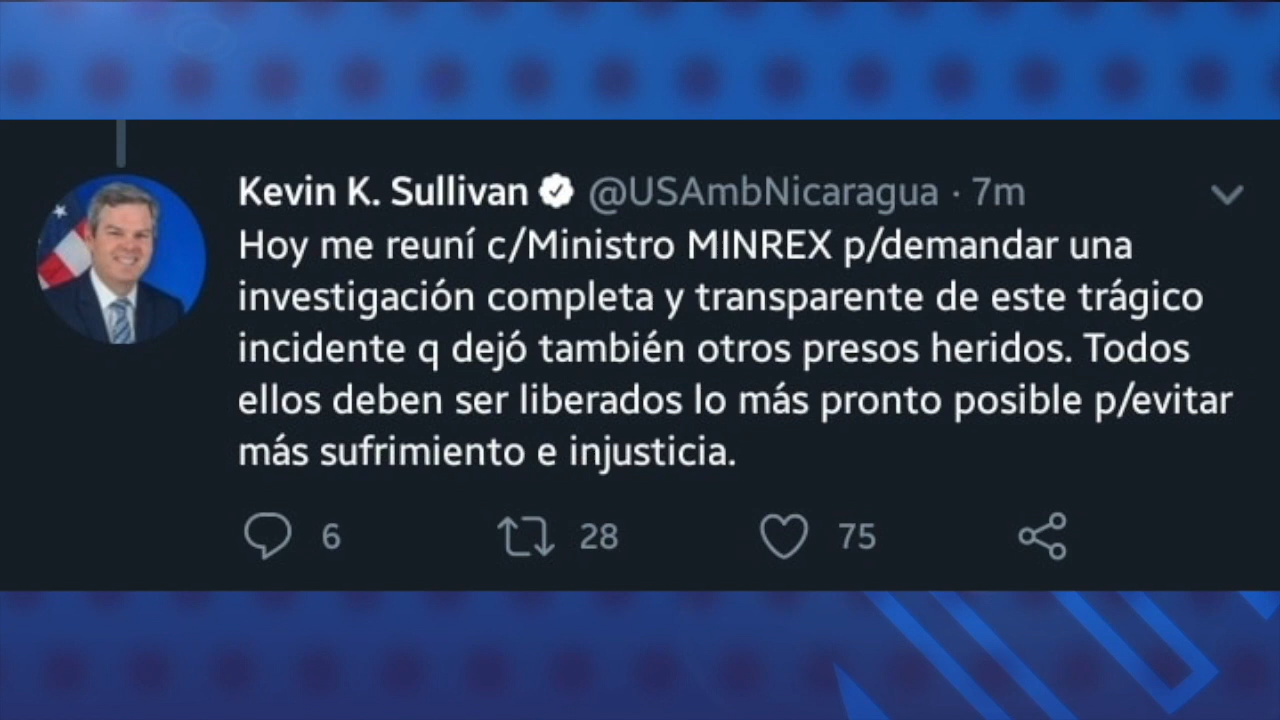 Kevin K. Sullivan @USAmbNicaragua · 7m
Hoy me reuní c/Ministro MINREX p/demandar una
investigación completa y transparente de este trágico
incidente q dejó también otros presos heridos. Todos
ellos deben ser liberados lo más pronto posible p/evitar
más sufrimiento e injusticia.
6 28 75